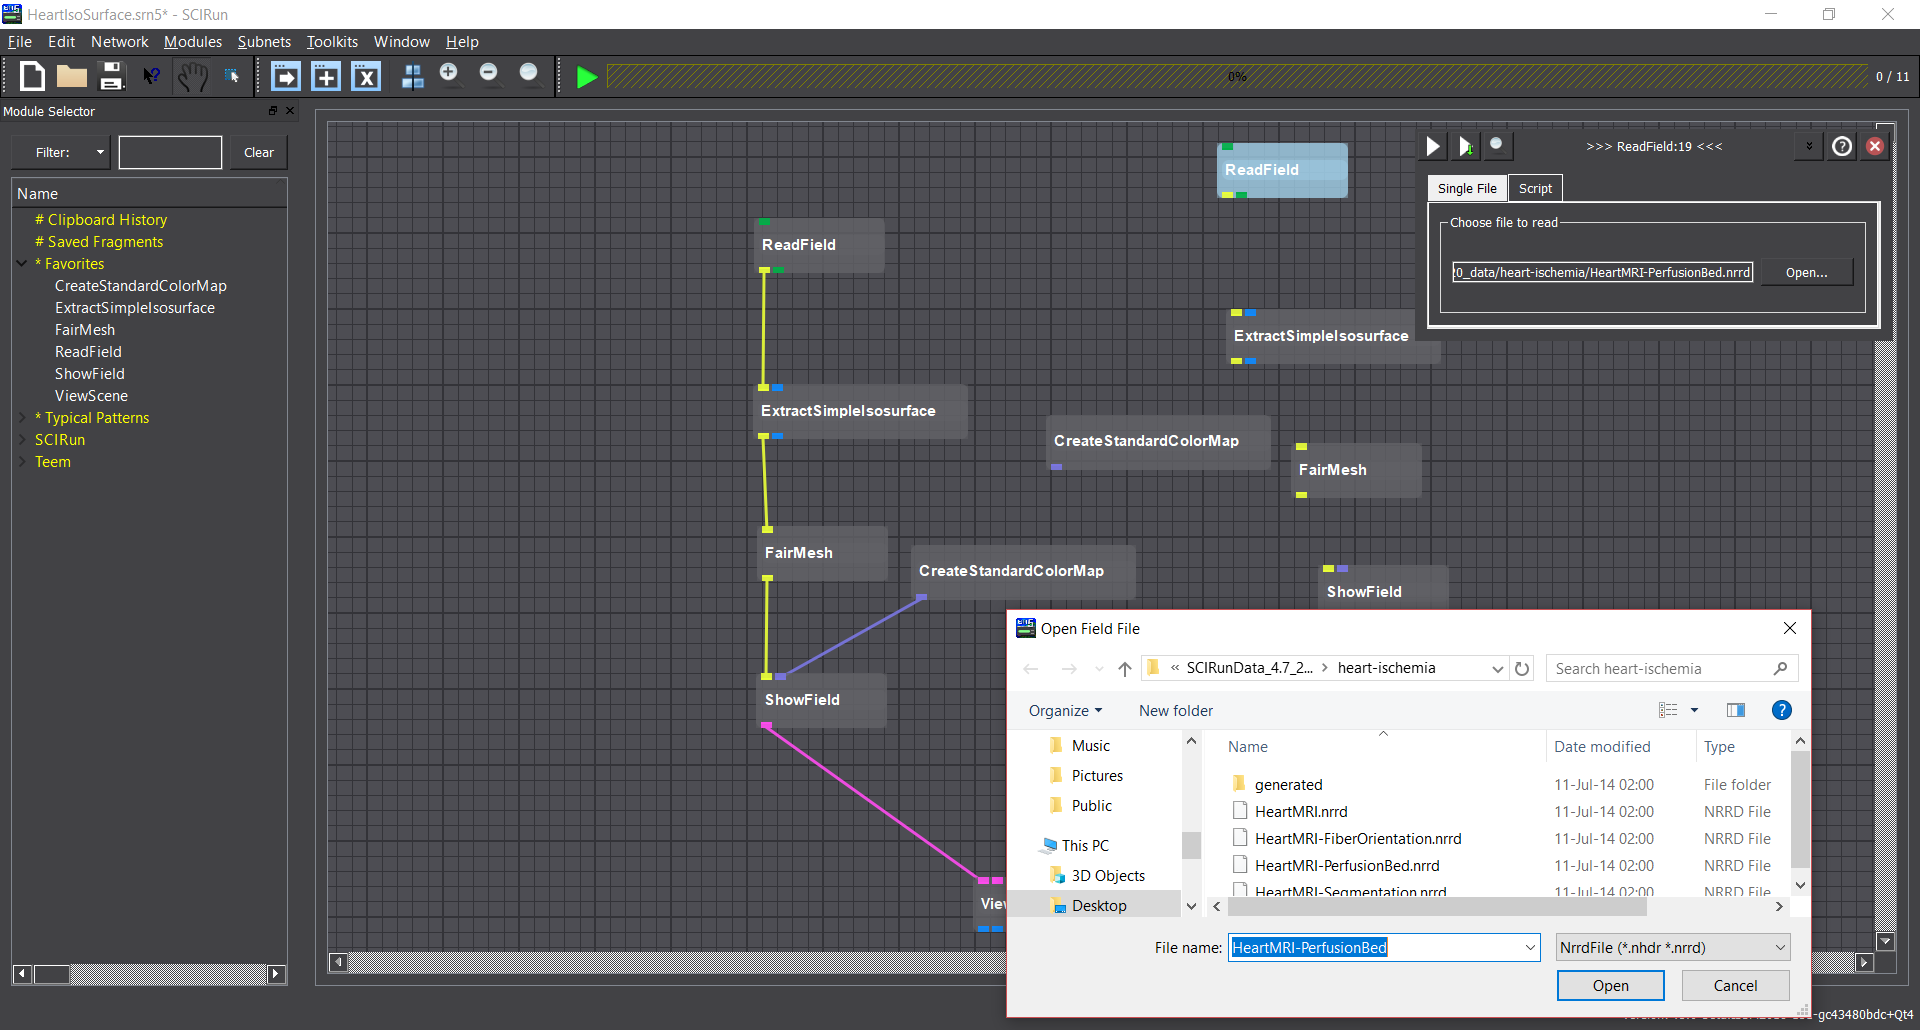 HeartIsoSurface.srn5* - SCIRun
File Edit Network Modules Subnets Toolkits Window Help
0%
0 / 11
Module Selector
Filter:
Clear
Name
# Clipboard History
# Saved Fragments
* Favorites
CreateStandardColorMap
ExtractSimpleIsosurface
FairMesh
ReadField
ShowField
ViewScene
* Typical Patterns
SCIRun
Teem
ReadField
ExtractSimpleIsosurface
FairMesh
CreateStandardColorMap
ShowField
View
ReadField
ExtractSimpleIsosurface
CreateStandardColorMap
FairMesh
ShowField
>>> ReadField:19 <<<
Single File Script
Choose file to read
20_data/heart-ischemia/HeartMRI-PerfusionBed.nrrd
Open...
Open Field File
« SCIRunData_4.7_2... > heart-ischemia
Search heart-ischemia
Organize
New folder
Music
Pictures
Public
This PC
3D Objects
Desktop
Name Date modified Type
generated 11-Jul-14 02:00 File folder
HeartMRI.nrrd 11-Jul-14 02:00 NRRD File
HeartMRI-FiberOrientation.nrrd 11-Jul-14 02:00 NRRD File
HeartMRI-PerfusionBed.nrrd 11-Jul-14 02:00 NRRD File
HeartMRI-Segmentation.nrrd 11-Jul-14 02:00 NRRD File
File name: HeartMRI-PerfusionBed
NrrdFile (*.nhdr *.nrrd)
Open
Cancel
-gc43480bdc+Qt4